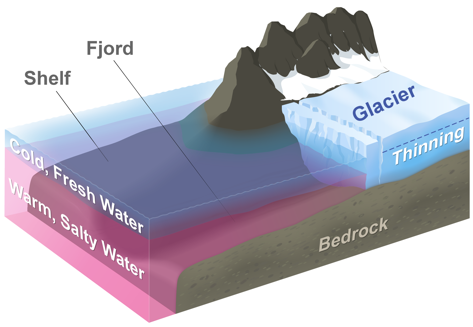 Fjord
Shelf
Glacier
Thinning
Cold, Fresh Water
Warm, Salty Water
Bedrock